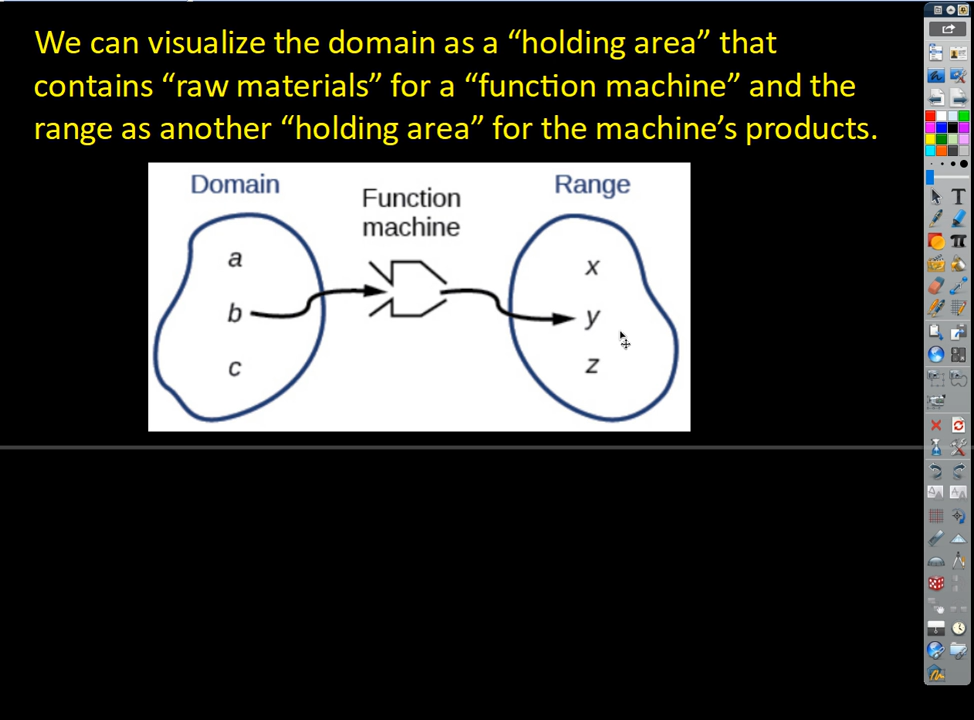 We can visualize the domain as a “holding area” that
contains “raw materials” for a “function machine” and the
range as another “holding area” for the machine’s products.
Domain
Function
machine
Range
a
b
c
x
y
z